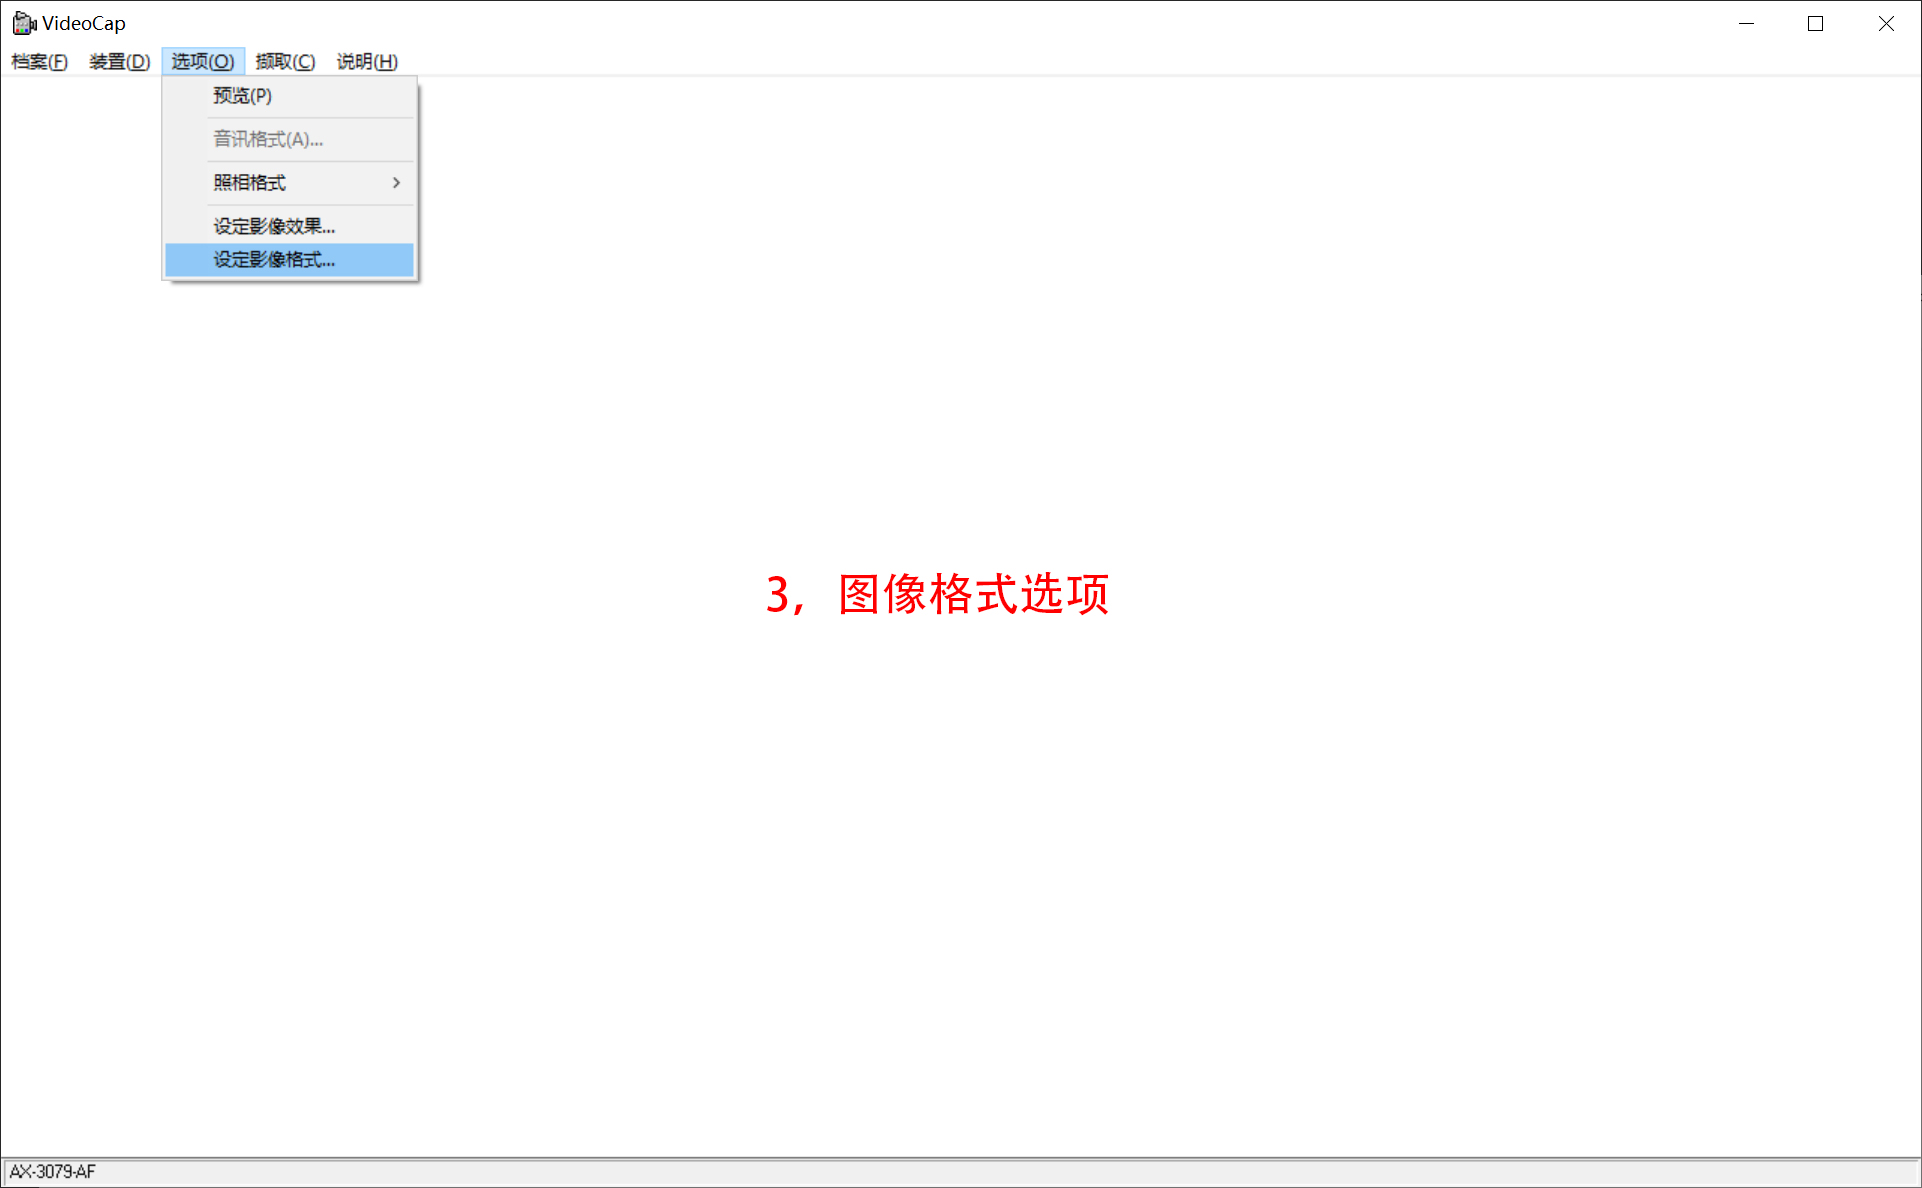 VideoCap
档案(F) 装置(D) 选项(O) 撷取(C) 说明(H)
预览(P)
音讯格式(A)...
照相格式
设定影像效果...
设定影像格式...
3，图像格式选项
AX-3079-AF